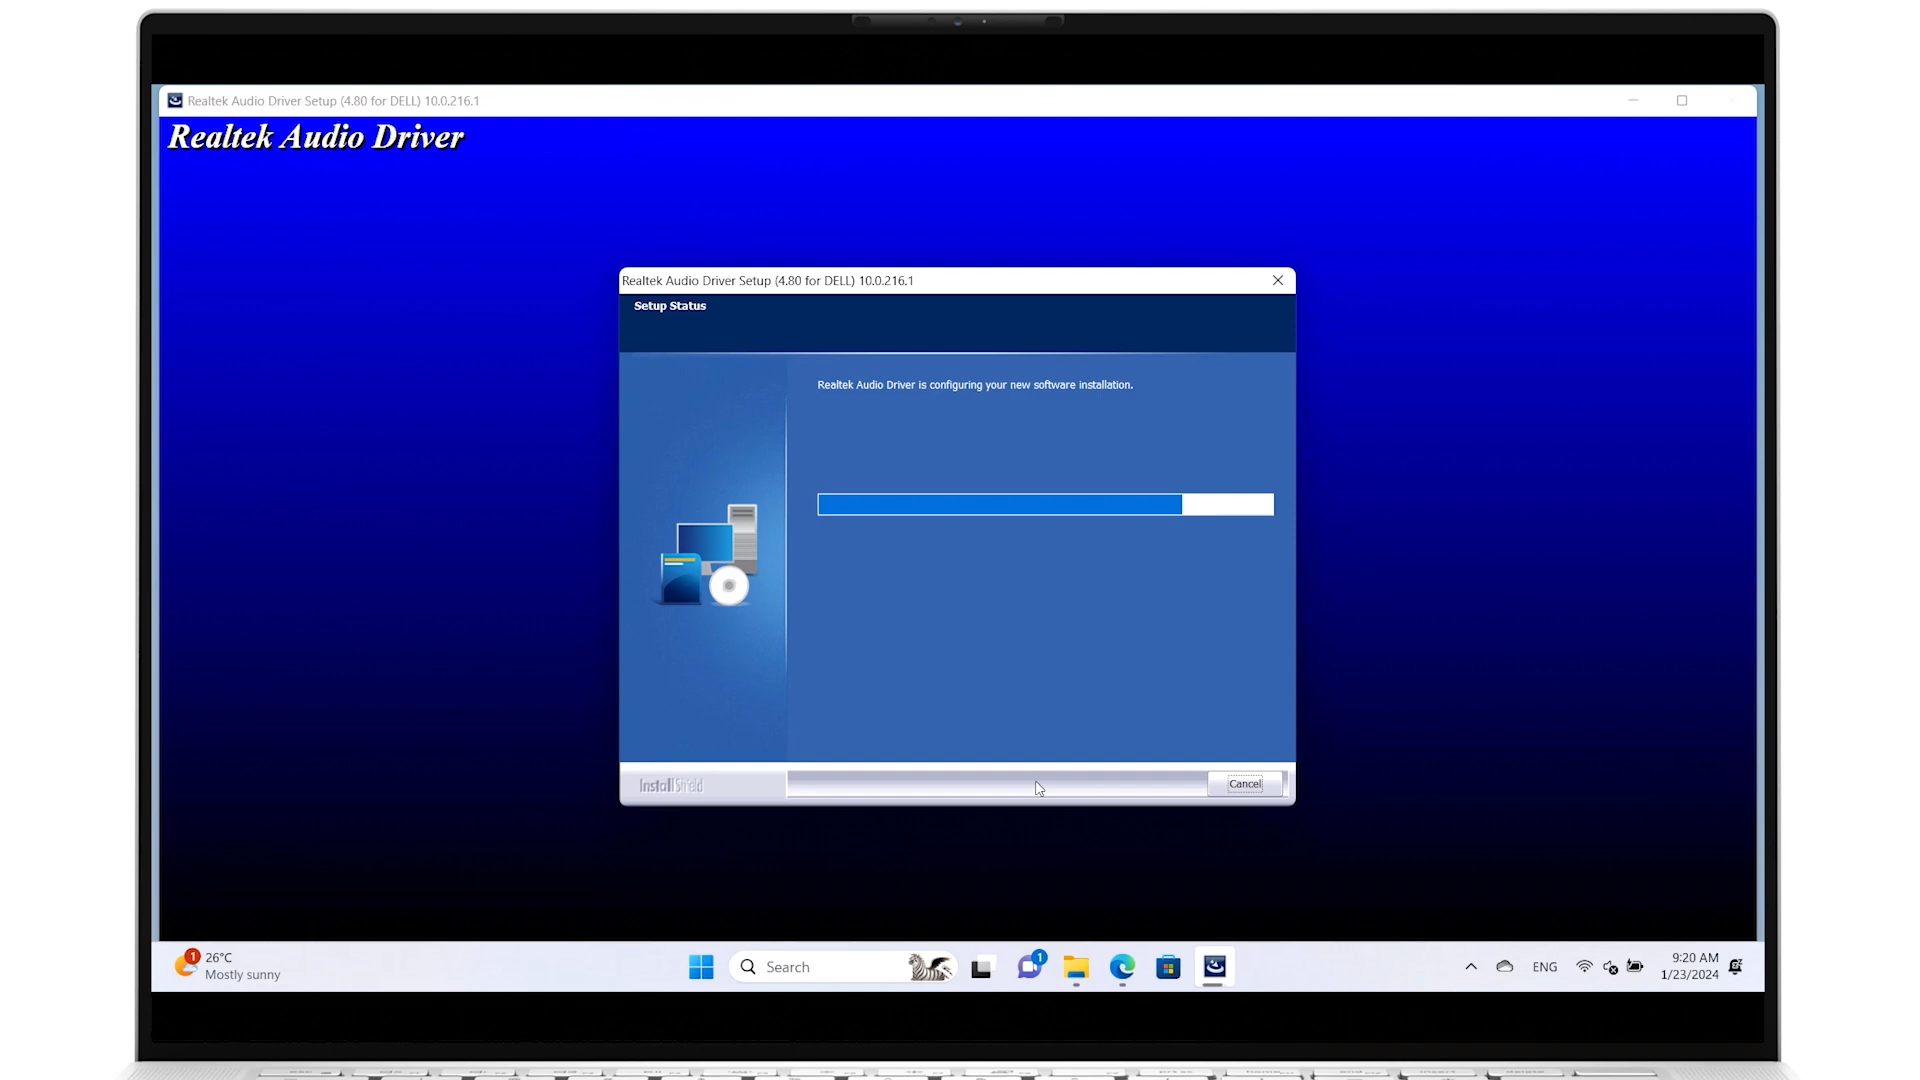 Realtek Audio Driver Setup (4.80 for DELL) 10.0.216.1
Realtek Audio Driver
Realtek Audio Driver Setup (4.80 for DELL) 10.0.216.1
Setup Status
Realtek Audio Driver is configuring your new software installation.
InstallShield
Cancel
1
26°C
Mostly sunny
Search
1
ENG
9:20 AM
1/23/2024